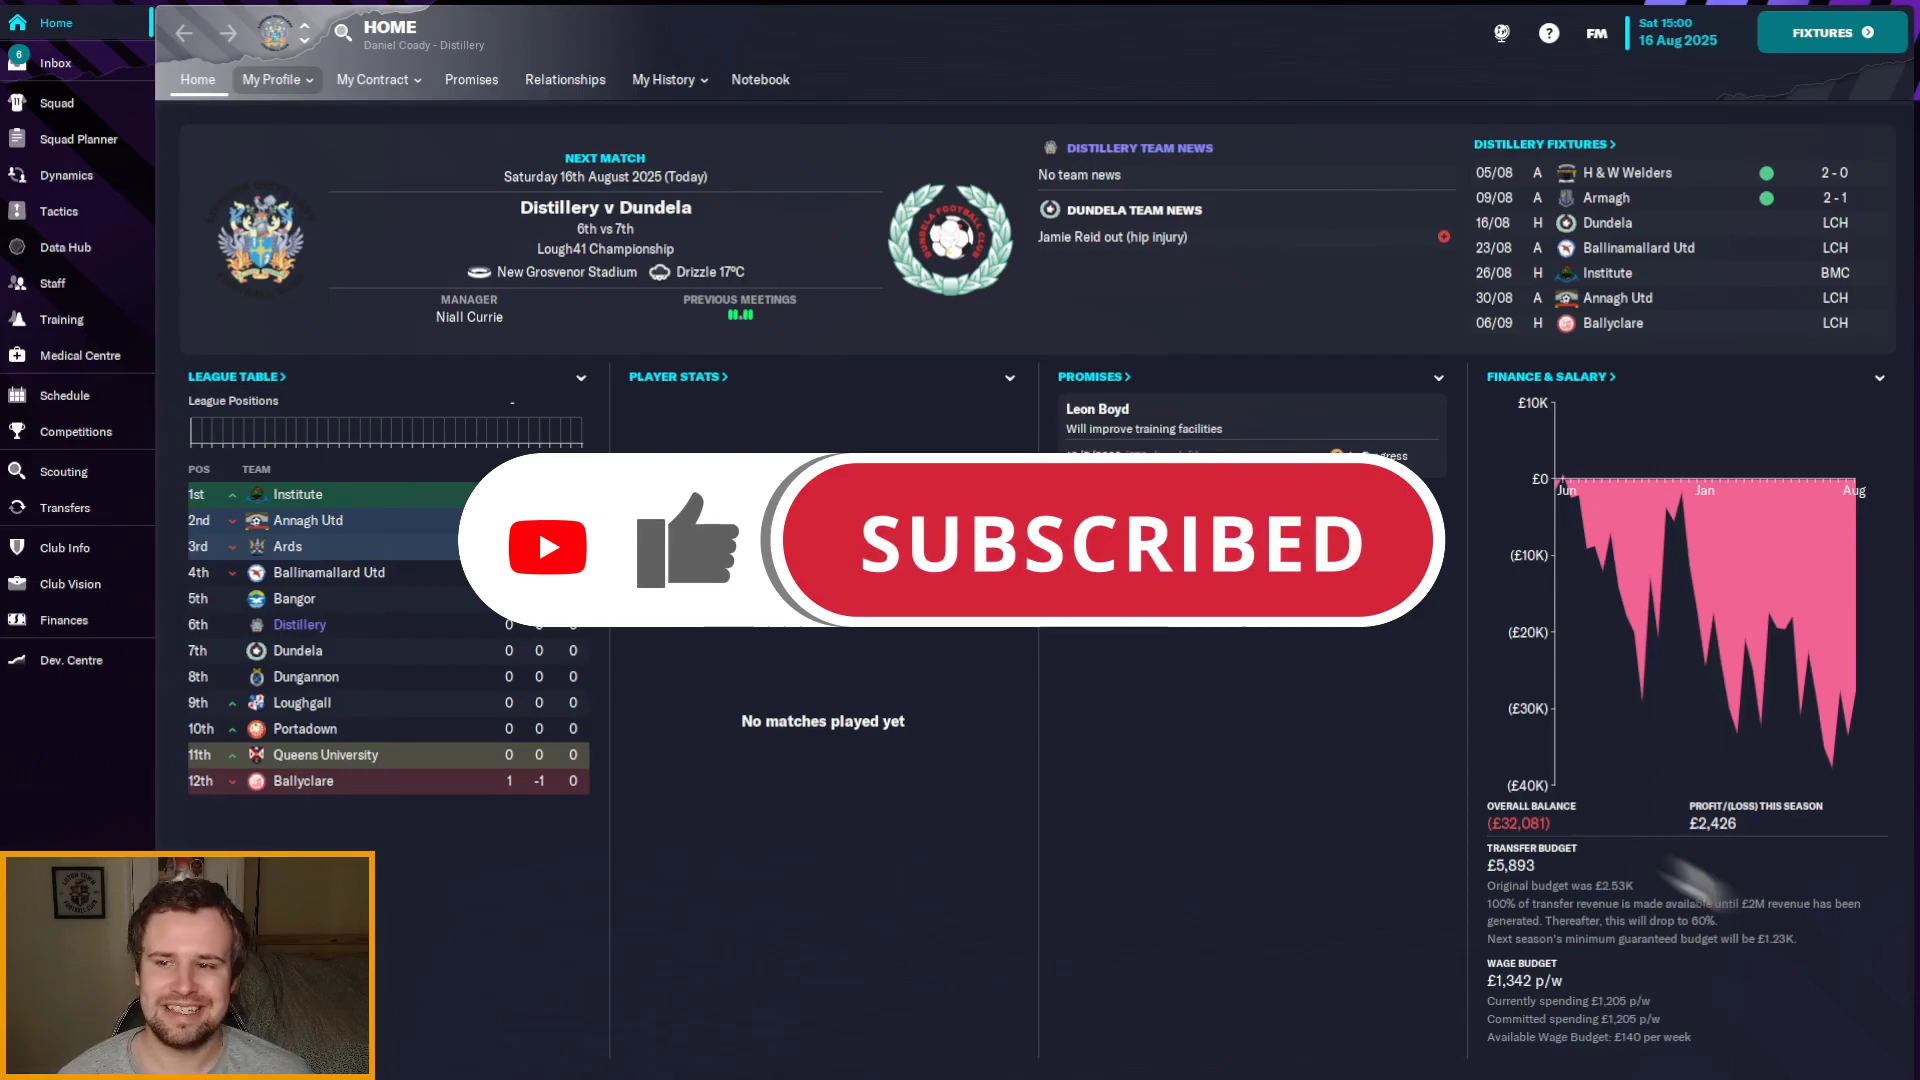 Home
HOME
Daniel Coady - Distillery
FM
Sat 15:00
16 Aug 2025
FIXTURES
6
Inbox
Home
My Profile
My Contract
Promises
Relationships
My History
Notebook
Squad
Squad Planner
Dynamics
Tactics
Data Hub
Staff
Training
Medical Centre
Schedule
Competitions
Scouting
Transfers
Club Info
Club Vision
Finances
Dev. Centre
NEXT MATCH
Saturday 16th August 2025 (Today)
Distillery v Dundela
6th vs 7th
Lough41 Championship
New Grosvenor Stadium
Drizzle 17°C
MANAGER
Niall Currie
PREVIOUS MEETINGS
DUNDELA FOOTBALL CLUB
DISTILLERY TEAM NEWS
No team news
DUNDELA TEAM NEWS
Jamie Reid out (hip injury)
DISTILLERY FIXTURES
05/08 A H & W Welders 2 - 0
09/08 A Armagh 2 - 1
16/08 H Dundela LCH
23/08 A Ballinamallard Utd LCH
26/08 H Institute BMC
30/08 A Annagh Utd LCH
06/09 H Ballyclare LCH
LEAGUE TABLE
League Positions -
POS TEAM
1st Institute
2nd Annagh Utd
3rd Ards
4th Ballinamallard Utd
5th Bangor
6th Distillery 0 0
7th Dundela 0 0 0
8th Dungannon 0 0 0
9th Loughgall 0 0 0
10th Portadown 0 0 0
11th Queens University 0 0 0
12th Ballyclare 1 -1 0
PLAYER STATS
No matches played yet
PROMISES
Leon Boyd
Will improve training facilities
SUBSCRIBED
FINANCE & SALARY
£10K
£0
Jun Jan Aug
(£10K)
(£20K)
(£30K)
(£40K)
OVERALL BALANCE
(£32,081)
PROFIT/(LOSS) THIS SEASON
£2,426
TRANSFER BUDGET
£5,893
Original budget was £2.53K
100% of transfer revenue is made available until £2M revenue has been
generated. Thereafter, this will drop to 60%.
Next season's minimum guaranteed budget will be £1.23K.
WAGE BUDGET
£1,342 p/w
Currently spending £1,205 p/w
Committed spending £1,205 p/w
Available Wage Budget: £140 per week
LUTON TOWN
FOOTBALL CLUB